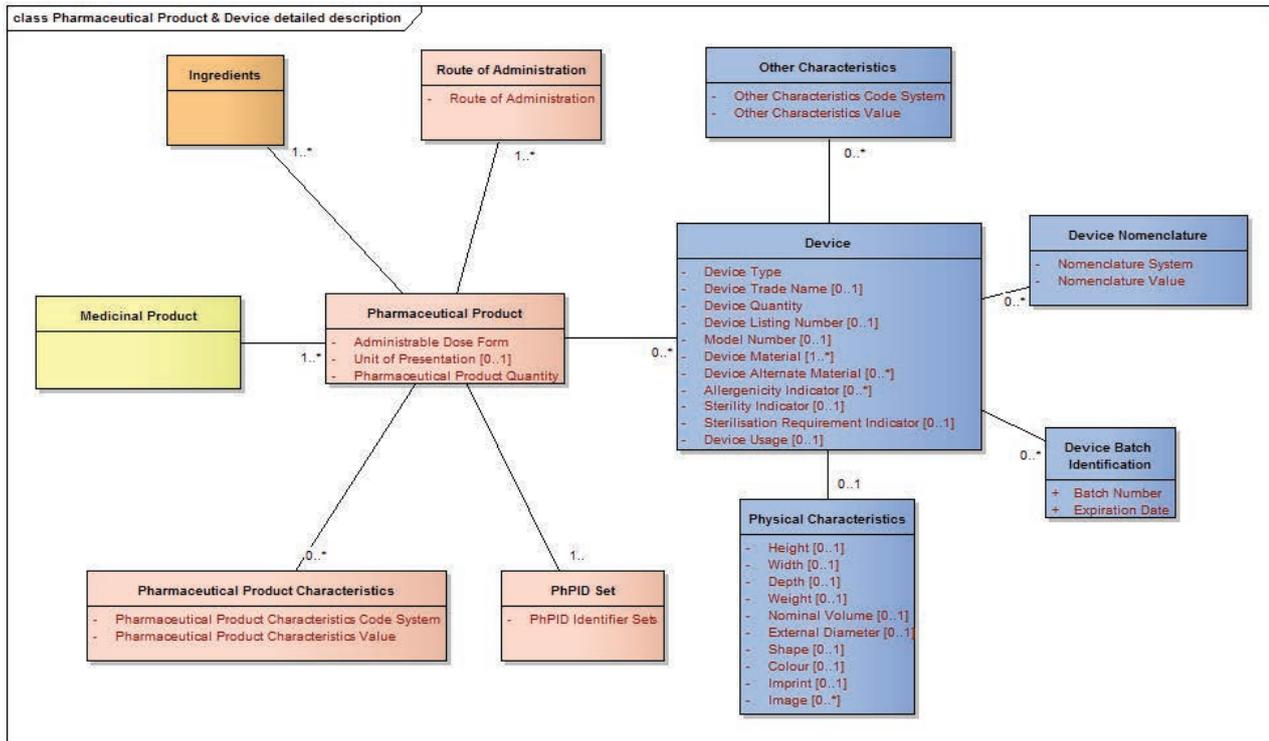 class Pharmaceutical Product & Device detailed description
Ingredients
1..*
Route of Administration
- Route of Administration
1..*
Other Characteristics
- Other Characteristics Code System
- Other Characteristics Value
0..*
Medicinal Product
1..*
Pharmaceutical Product
- Administrable Dose Form
- Unit of Presentation [0..1]
- Pharmaceutical Product Quantity
0..*
Device
- Device Type
- Device Trade Name [0..1]
- Device Quantity
- Device Listing Number [0..1]
- Model Number [0..1]
- Device Material [1..*]
- Device Alternate Material [0..*]
- Allergenicity Indicator [0..*]
- Sterility Indicator [0..1]
- Sterilisation Requirement Indicator [0..1]
- Device Usage [0..1]
Device Nomenclature
- Nomenclature System
- Nomenclature Value
0..*
Device Batch
Identification
+ Batch Number
+ Expiration Date
0..*
0..1
Physical Characteristics
- Height [0..1]
- Width [0..1]
- Depth [0..1]
- Weight [0..1]
- Nominal Volume [0..1]
- External Diameter [0..1]
- Shape [0..1]
- Colour [0..1]
- Imprint [0..1]
- Image [0..*]
0..*
Pharmaceutical Product Characteristics
- Pharmaceutical Product Characteristics Code System
- Pharmaceutical Product Characteristics Value
1..
PhPID Set
- PhPID Identifier Sets